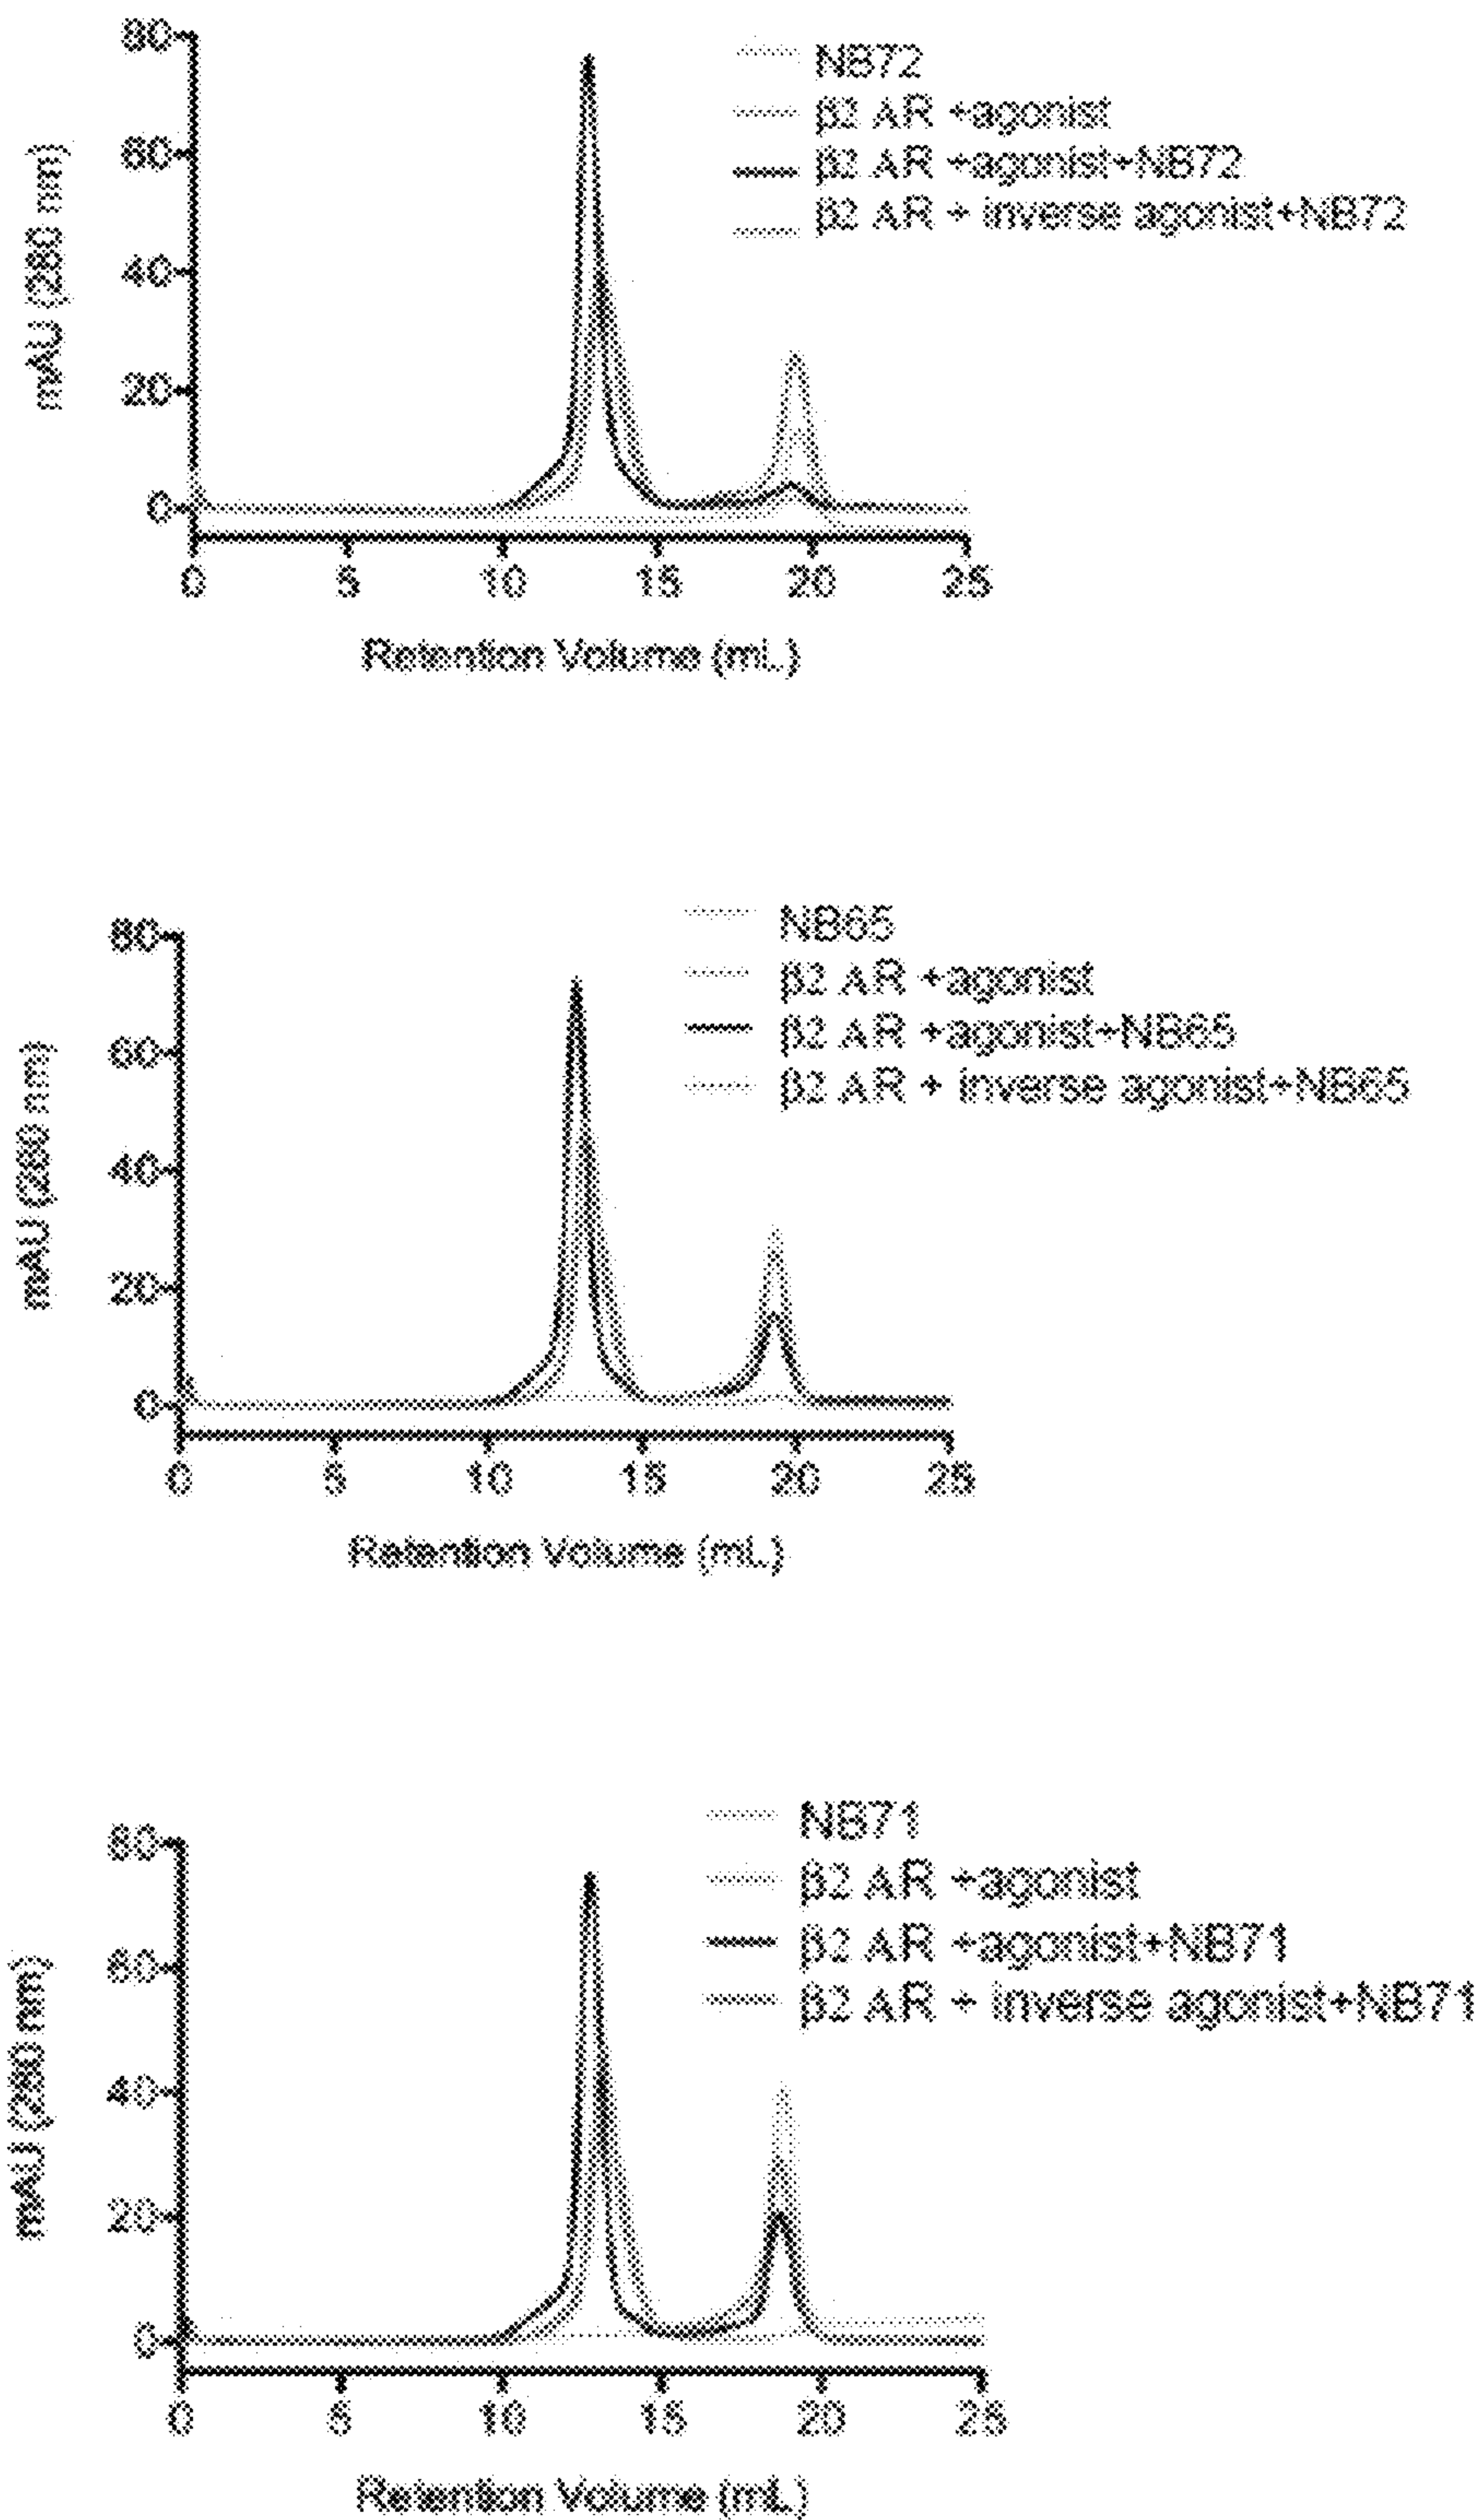 80
60
40
20
0
mAU (280 nm)
NB72
β2 AR +agonist
β2 AR +agonist+NB72
β2 AR + inverse agonist+NB72
0 5 10 15 20 25
Retention Volume (mL)
80
60
40
20
0
mAU (280 nm)
NB65
β2 AR +agonist
β2 AR +agonist+NB65
β2 AR + inverse agonist+NB65
0 5 10 15 20 25
Retention Volume (mL)
80
60
40
20
0
mAU (280 nm)
NB71
β2 AR +agonist
β2 AR +agonist+NB71
β2 AR + inverse agonist+NB71
0 5 10 15 20 25
Retention Volume (mL)